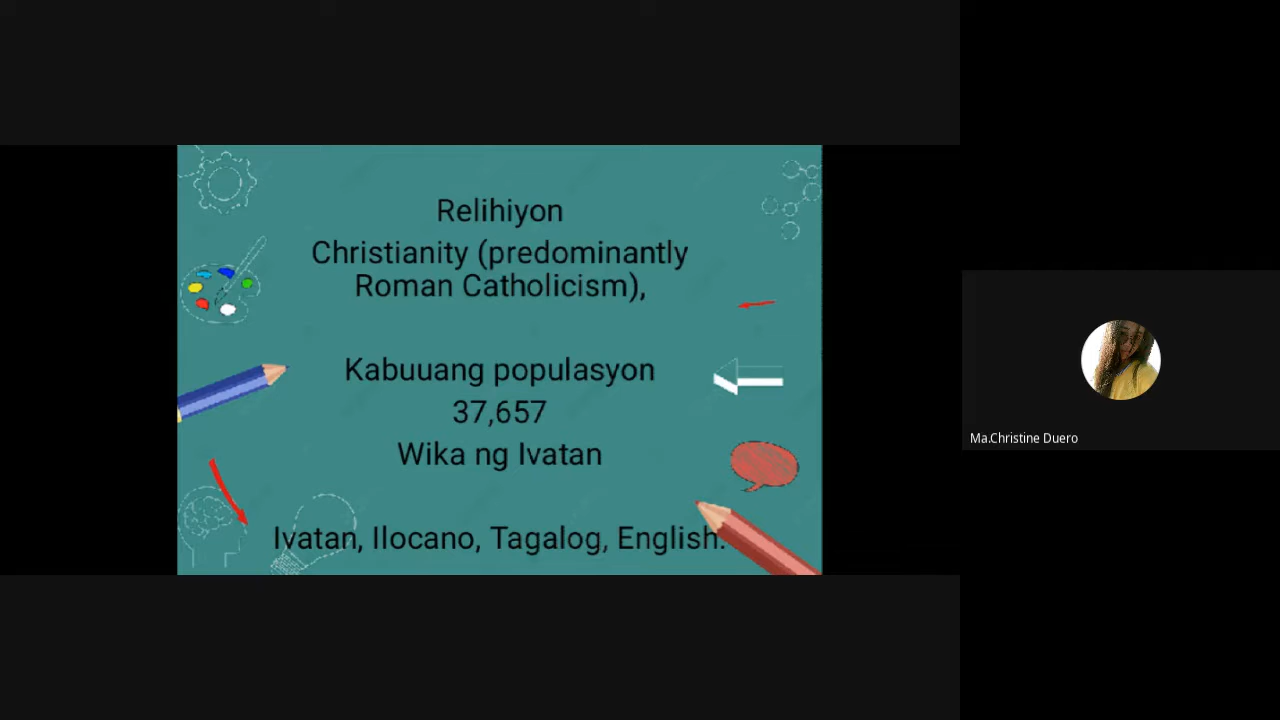 Relihiyon
Christianity (predominantly
Roman Catholicism),
Kabuuang populasyon
37,657
Wika ng Ivatan
Ivatan, Ilocano, Tagalog, English.
Ma.Christine Duero